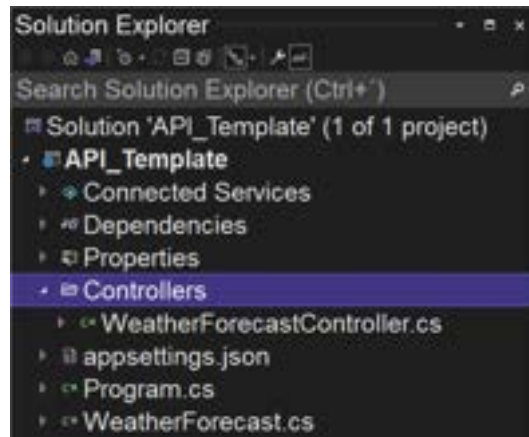 Solution Explorer
Search Solution Explorer (Ctrl+´)
Solution 'API_Template' (1 of 1 project)
API_Template
Connected Services
Dependencies
Properties
Controllers
WeatherForecastController.cs
appsettings.json
Program.cs
WeatherForecast.cs